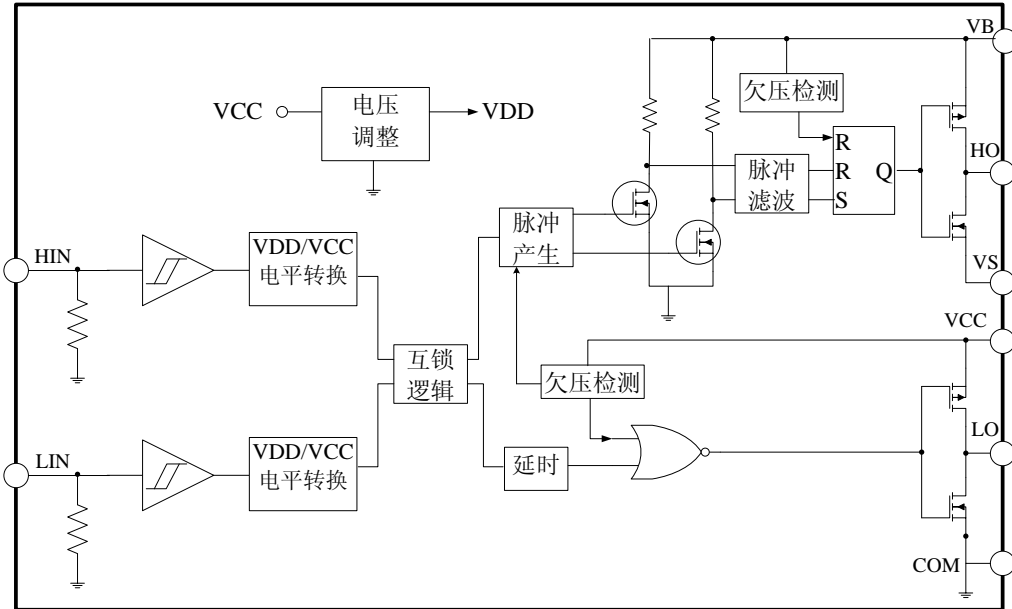 VB
欠压检测
VCC
电压
调整
VDD
R
R
S
Q
HO
脉冲
滤波
脉冲
产生
HIN
VDD/VCC
电平转换
VS
VCC
互锁
逻辑
欠压检测
LIN
VDD/VCC
电平转换
延时
LO
COM